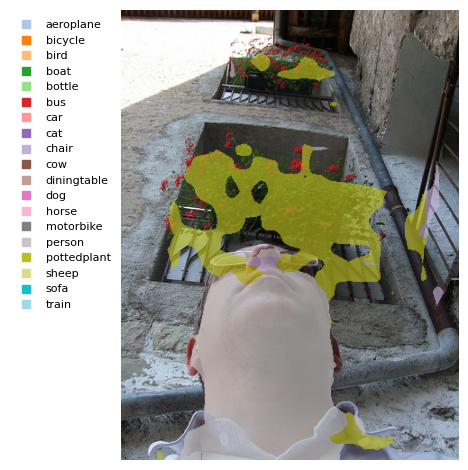 aeroplane
bicycle
bird
boat
bottle
bus
car
cat
chair
cow
diningtable
dog
horse
motorbike
person
pottedplant
sheep
sofa
train